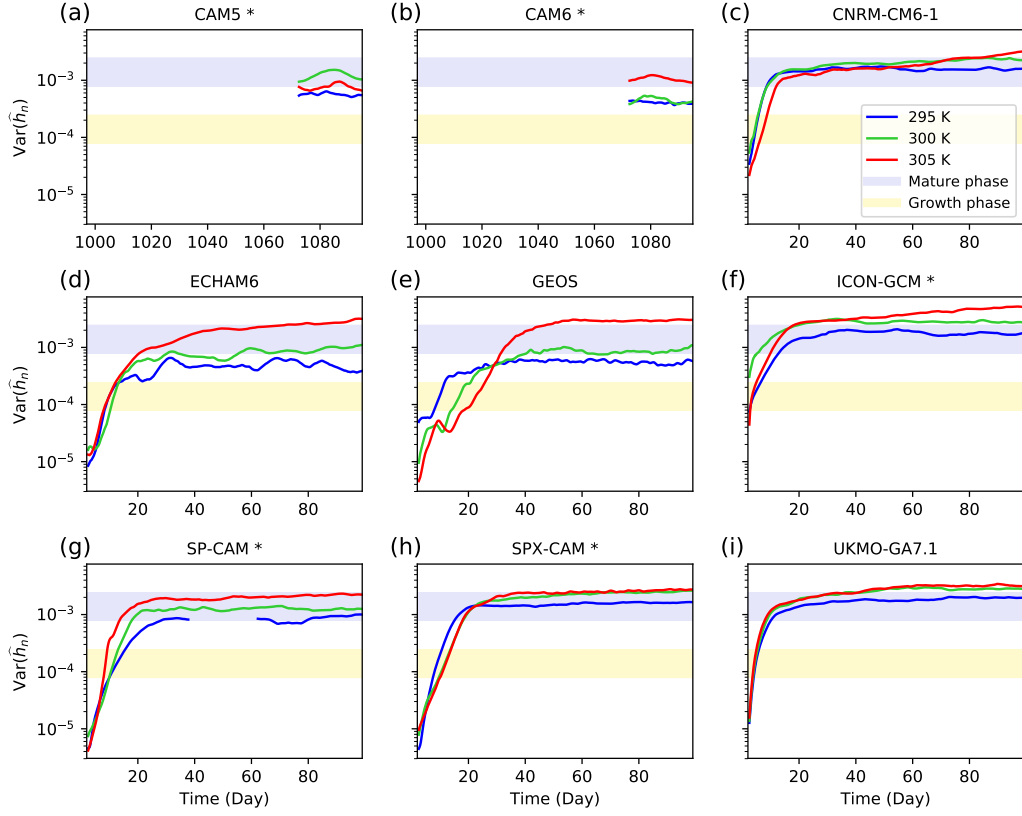 (a) CAM5 *
(b) CAM6 *
(c) CNRM-CM6-1
Var(ĥn)
10−3
10−4
10−5
1000 1020 1040 1060 1080
1000 1020 1040 1060 1080
20 40 60 80
295 K
300 K
305 K
Mature phase
Growth phase
(d) ECHAM6
(e) GEOS
(f) ICON-GCM *
Var(ĥn)
10−3
10−4
10−5
20 40 60 80
20 40 60 80
20 40 60 80
(g) SP-CAM *
(h) SPX-CAM *
(i) UKMO-GA7.1
Var(ĥn)
10−3
10−4
10−5
20 40 60 80
20 40 60 80
20 40 60 80
Time (Day)
Time (Day)
Time (Day)